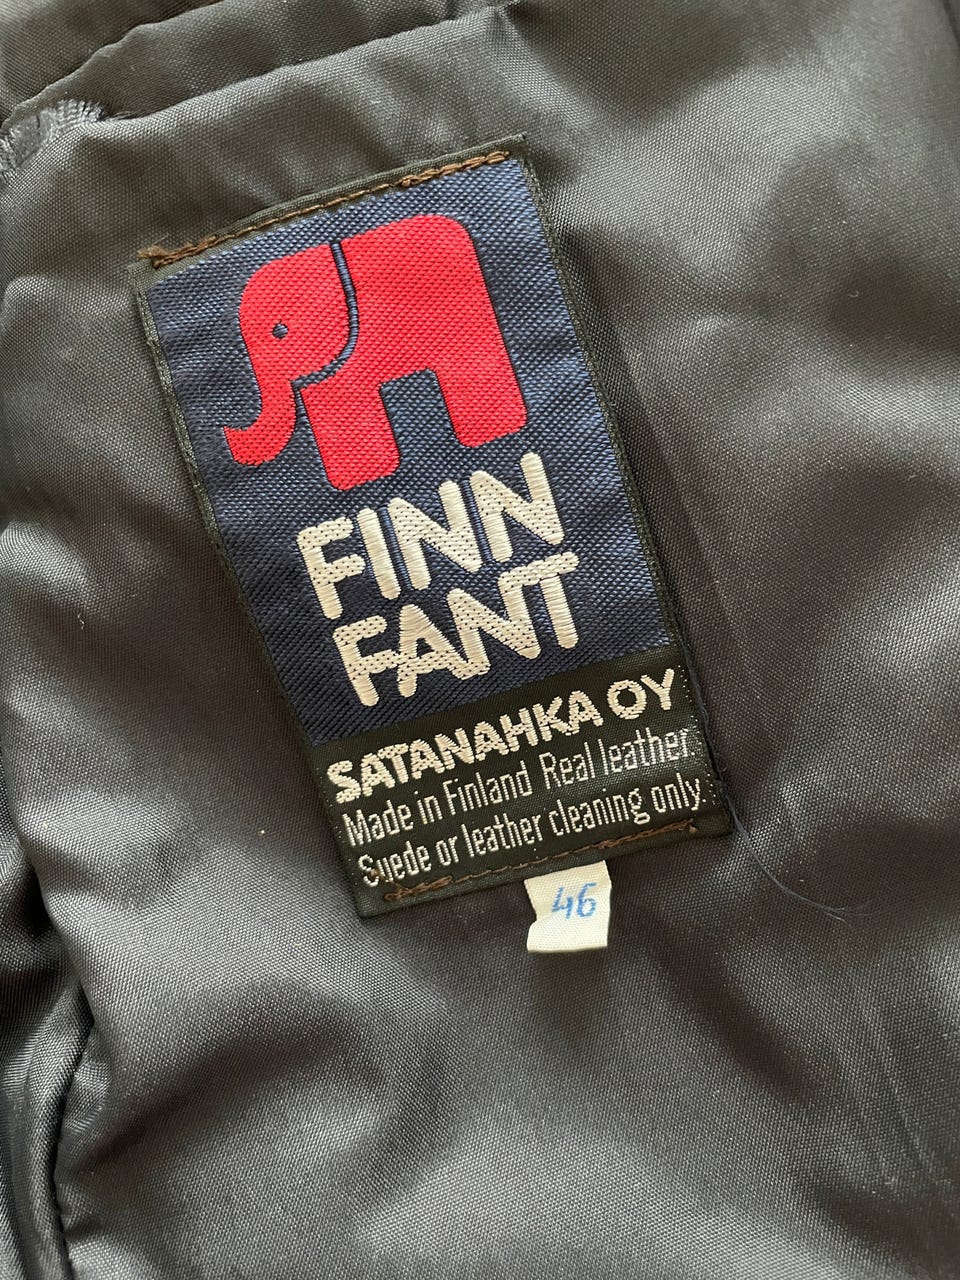 FINN
FANT
SATANAHKA OY
Made in Finland Real leather.
Suede or leather cleaning only.
46